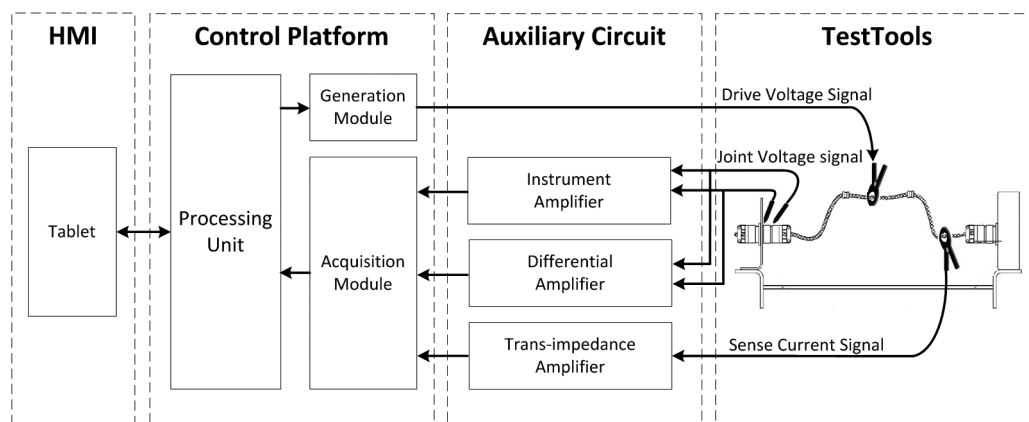 HMI
Control Platform
Auxiliary Circuit
TestTools
Tablet
Processing
Unit
Generation
Module
Acquisition
Module
Instrument
Amplifier
Differential
Amplifier
Trans-impedance
Amplifier
Drive Voltage Signal
Joint Voltage signal
Sense Current Signal